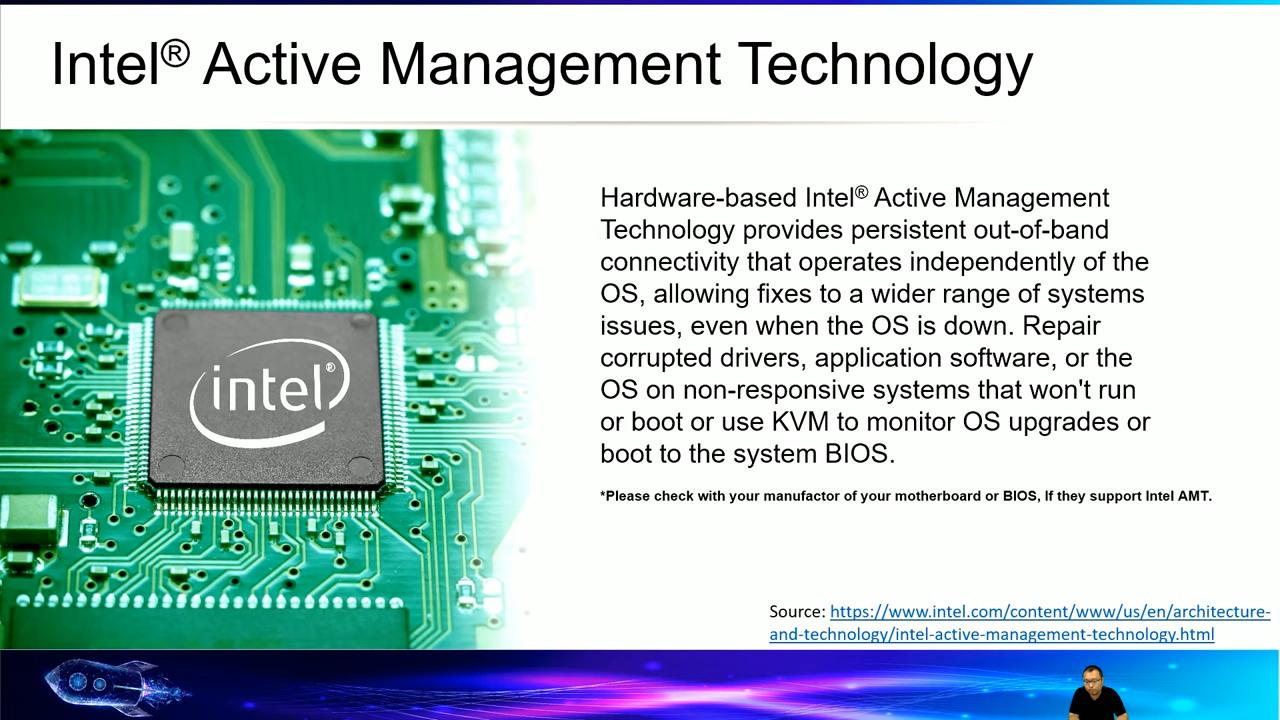 Intel® Active Management Technology
Hardware-based Intel® Active Management
Technology provides persistent out-of-band
connectivity that operates independently of the
OS, allowing fixes to a wider range of systems
issues, even when the OS is down. Repair
corrupted drivers, application software, or the
OS on non-responsive systems that won't run
or boot or use KVM to monitor OS upgrades or
boot to the system BIOS.
*Please check with your manufactor of your motherboard or BIOS, If they support Intel AMT.
intel®
Source: https://www.intel.com/content/www/us/en/architecture-
and-technology/intel-active-management-technology.html